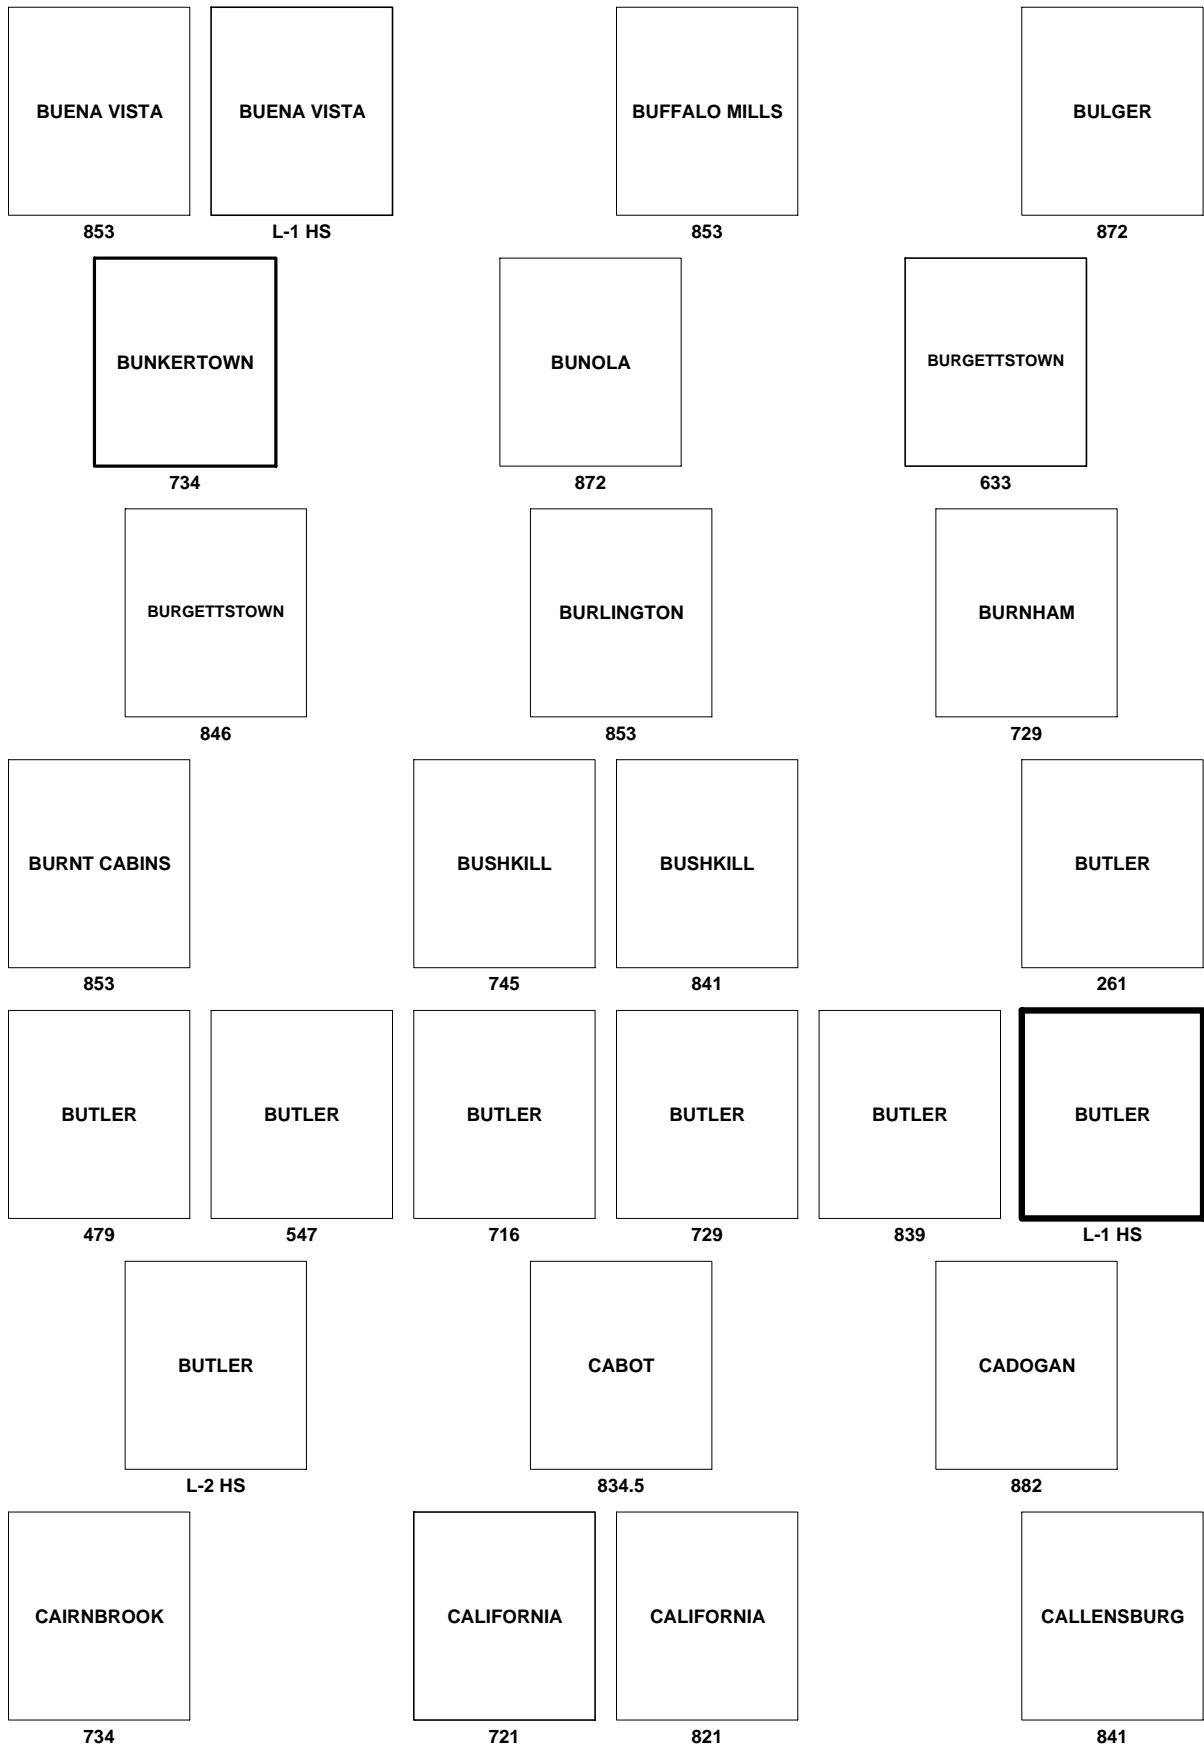 BUENA VISTA BUENA VISTA BUFFALO MILLS BULGER
853 L-1 HS 853 872
BUNKERTOWN BUNOLA BURGETTSTOWN
734 872 633
BURGETTSTOWN BURLINGTON BURNHAM
846 853 729
BURNT CABINS BUSHKILL BUSHKILL BUTLER
853 745 841 261
BUTLER BUTLER BUTLER BUTLER BUTLER BUTLER
479 547 716 729 839 L-1 HS
BUTLER CABOT CADOGAN
L-2 HS 834.5 882
CAIRNBROOK CALIFORNIA CALIFORNIA CALLENSBURG
734 721 821 841